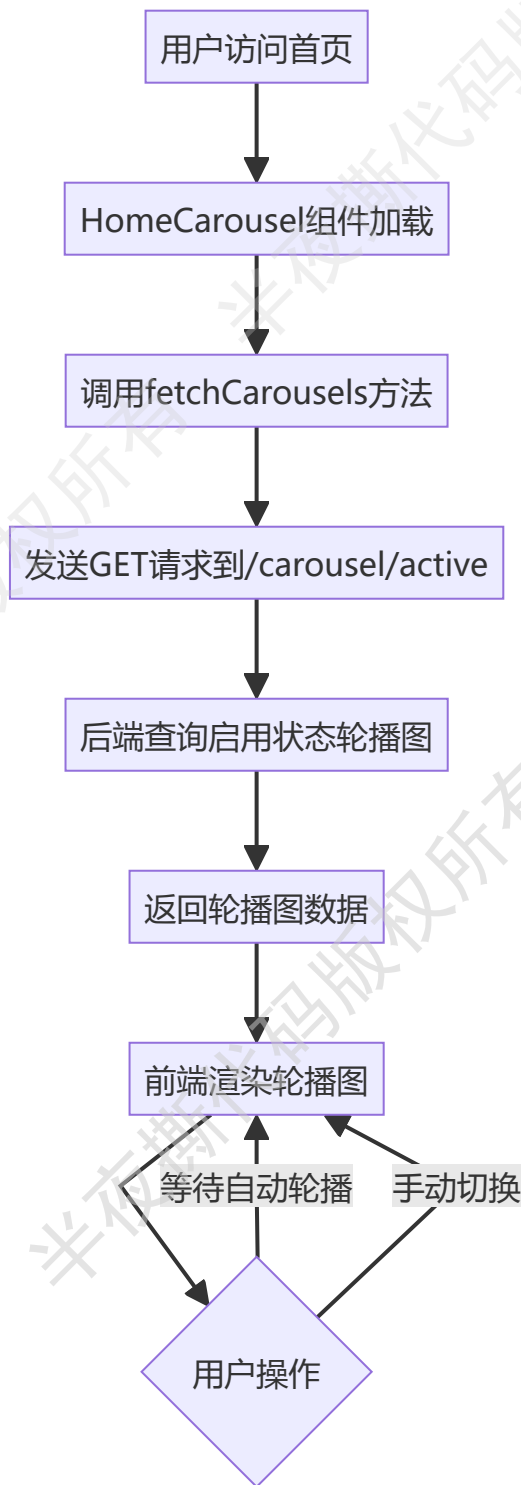 用户访问首页
HomeCarousel组件加载
调用fetchCarousels方法
发送GET请求到/carousel/active
后端查询启用状态轮播图
返回轮播图数据
前端渲染轮播图
等待自动轮播
手动切换
用户操作
半夜撕代码版
版权所有
半夜撕代码版权所有